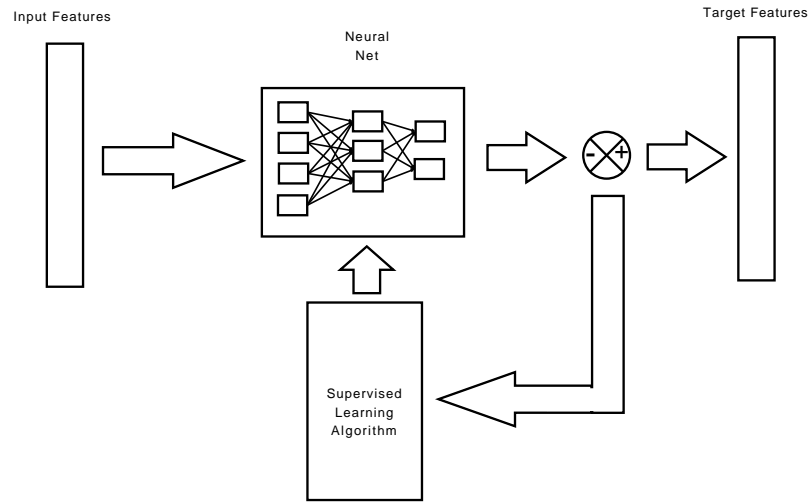 Input Features
Neural
Net
Target Features
- +
Supervised
Learning
Algorithm